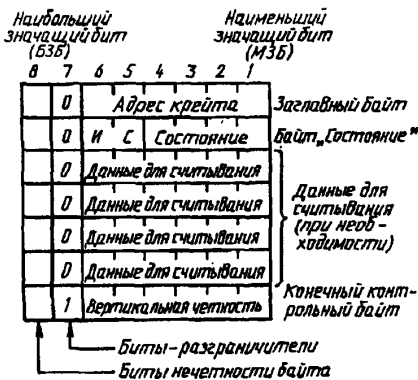 Наибольший
значащий бит
(БЗБ)
Наименьший
значащий бит
(МЗБ)
8 7 6 5 4 3 2 1
0 Адрес крейта Заглавный байт
0 И С Состояние Байт „Состояние"
0 Данные для считывания
0 Данные для считывания
0 Данные для считывания
0 Данные для считывания
Данные для
считывания
(при необ-
ходимости)
1 Вертикальная четность
Конечный конт-
рольный байт
Биты-разграничители
Биты нечетности байта